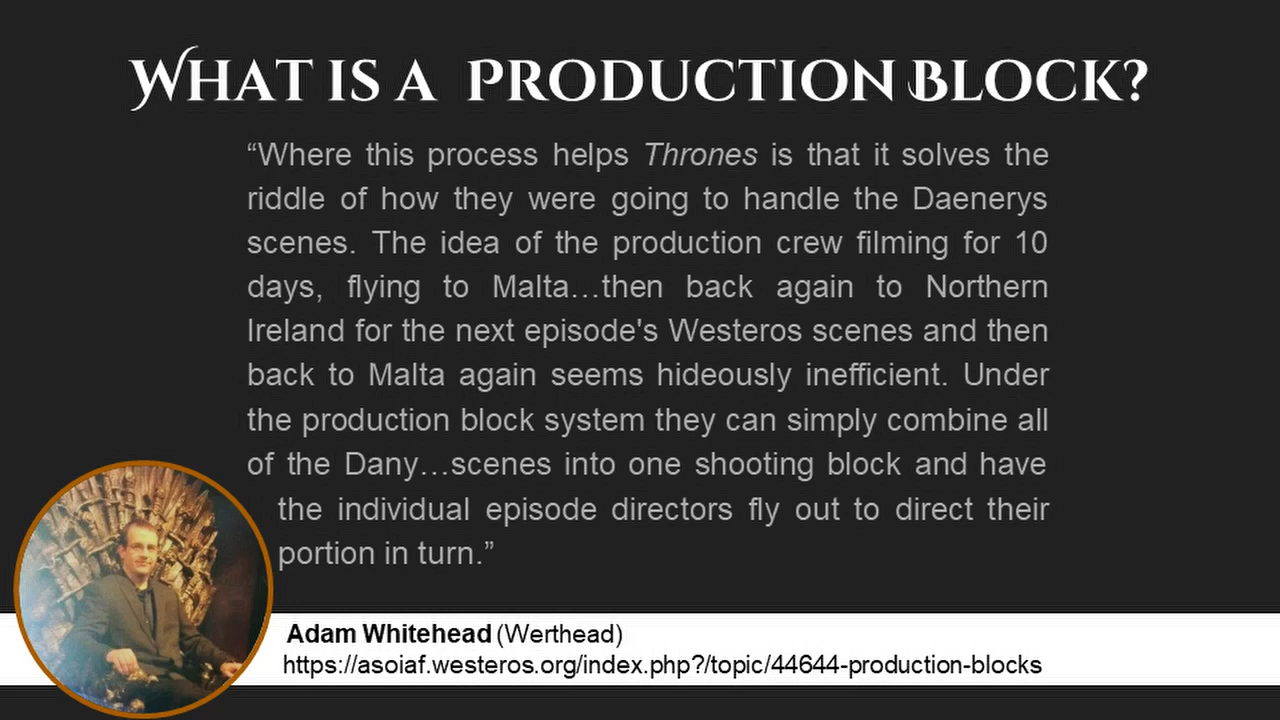 WHAT IS A PRODUCTION BLOCK?
“Where this process helps Thrones is that it solves the
riddle of how they were going to handle the Daenerys
scenes. The idea of the production crew filming for 10
days, flying to Malta…then back again to Northern
Ireland for the next episode's Westeros scenes and then
back to Malta again seems hideously inefficient. Under
the production block system they can simply combine all
of the Dany…scenes into one shooting block and have
the individual episode directors fly out to direct their
portion in turn.”
Adam Whitehead (Werthead)
https://asoiaf.westeros.org/index.php?/topic/44644-production-blocks